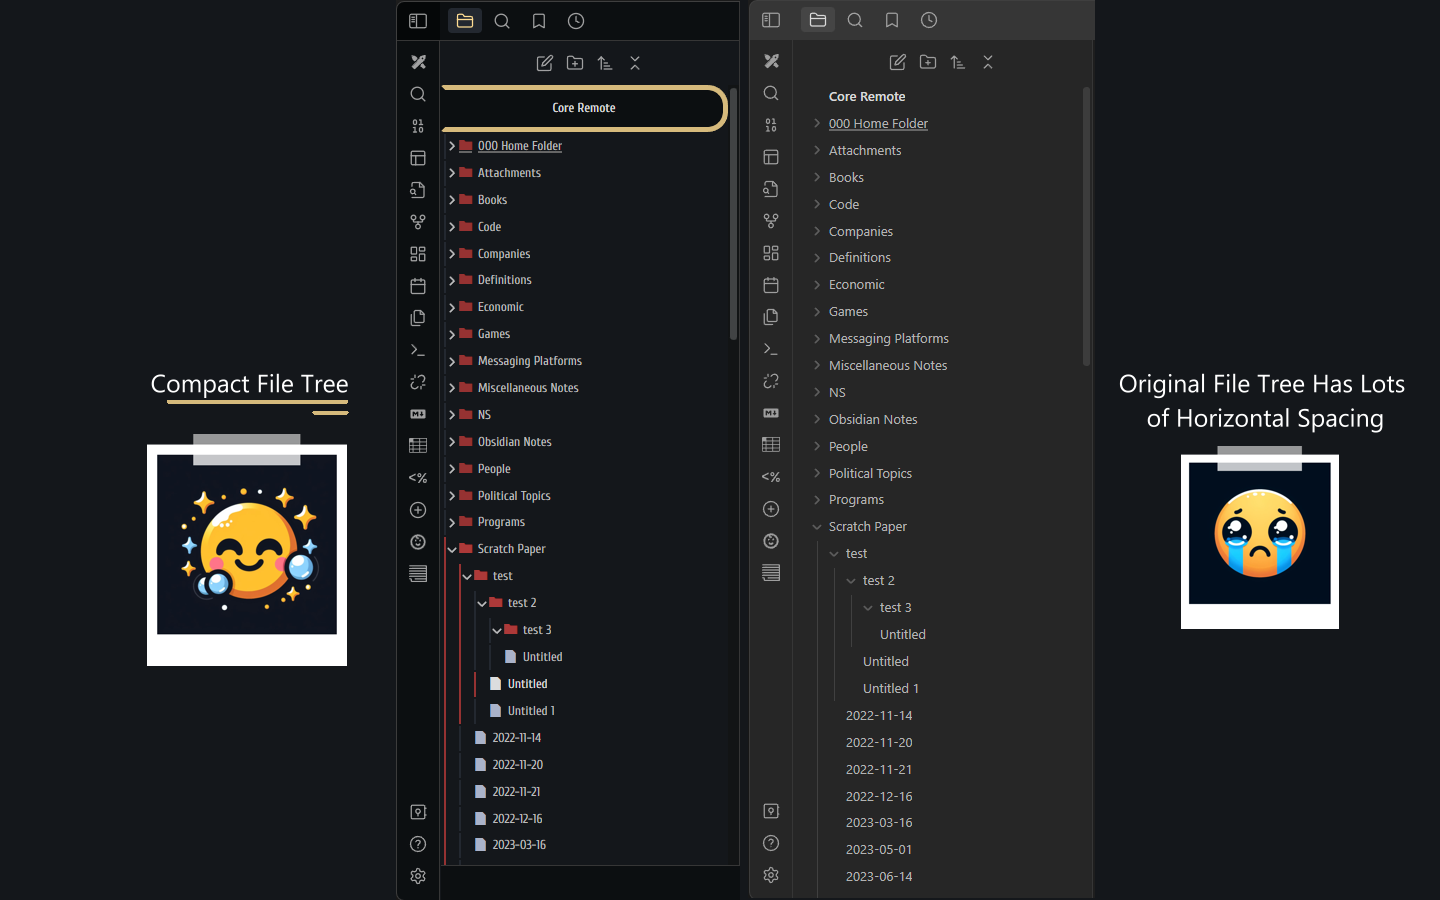 Compact File Tree
01
10
M↓
<%
Core Remote
000 Home Folder
Attachments
Books
Code
Companies
Definitions
Economic
Games
Messaging Platforms
Miscellaneous Notes
NS
Obsidian Notes
People
Political Topics
Programs
Scratch Paper
test
test 2
test 3
Untitled
Untitled
Untitled 1
2022-11-14
2022-11-20
2022-11-21
2022-12-16
2023-03-16
01
10
M↓
<%
Core Remote
000 Home Folder
Attachments
Books
Code
Companies
Definitions
Economic
Games
Messaging Platforms
Miscellaneous Notes
NS
Obsidian Notes
People
Political Topics
Programs
Scratch Paper
test
test 2
test 3
Untitled
Untitled
Untitled 1
2022-11-14
2022-11-20
2022-11-21
2022-12-16
2023-03-16
2023-05-01
2023-06-14
Original File Tree Has Lots
of Horizontal Spacing